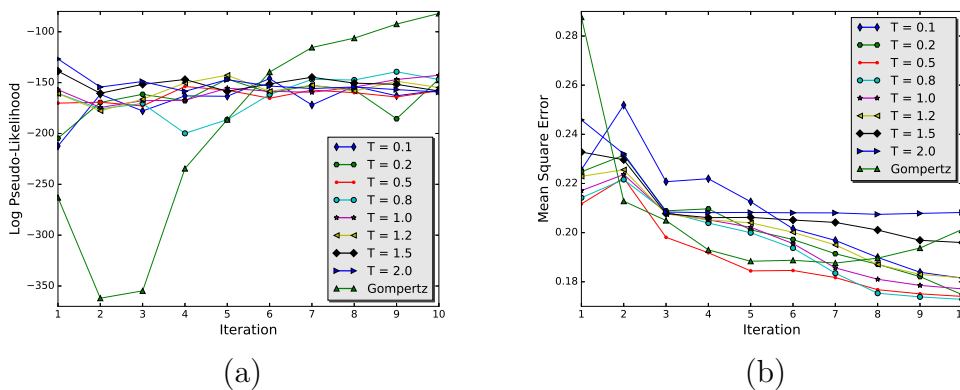 −100
−150
−200
−250
−300
−350
Log Pseudo-Likelihood
1 2 3 4 5 6 7 8 9 10
Iteration
T = 0.1
T = 0.2
T = 0.5
T = 0.8
T = 1.0
T = 1.2
T = 1.5
T = 2.0
Gompertz
(a)
0.28
0.26
0.24
0.22
0.20
0.18
Mean Square Error
1 2 3 4 5 6 7 8 9 10
Iteration
T = 0.1
T = 0.2
T = 0.5
T = 0.8
T = 1.0
T = 1.2
T = 1.5
T = 2.0
Gompertz
(b)